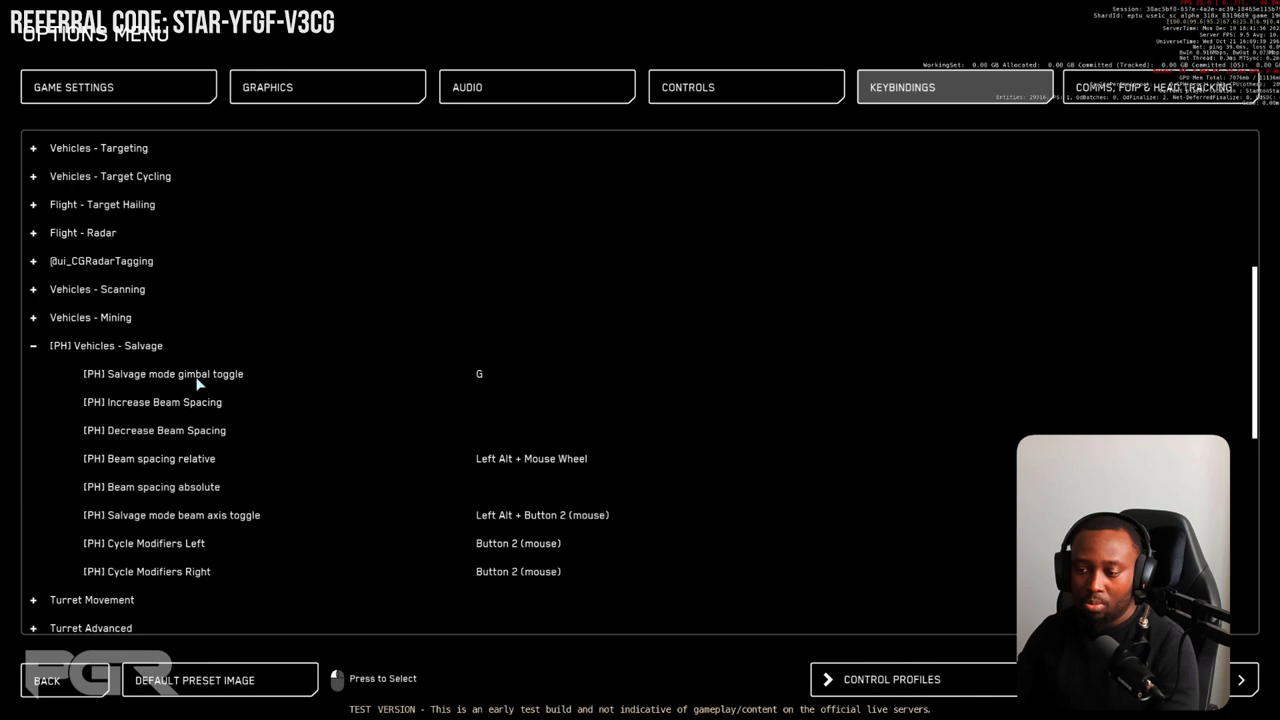 REFERRAL CODE: STAR-YFGF-V3CG
OPTIONS MENU
GAME SETTINGS
GRAPHICS
AUDIO
CONTROLS
KEYBINDINGS
COMMS, FOIP & HEAD TRACKING
+ Vehicles - Targeting
+ Vehicles - Target Cycling
+ Flight - Target Hailing
+ Flight - Radar
+ @ui_CGRadarTagging
+ Vehicles - Scanning
+ Vehicles - Mining
- [PH] Vehicles - Salvage
[PH] Salvage mode gimbal toggle G
[PH] Increase Beam Spacing
[PH] Decrease Beam Spacing
[PH] Beam spacing relative Left Alt + Mouse Wheel
[PH] Beam spacing absolute
[PH] Salvage mode beam axis toggle Left Alt + Button 2 (mouse)
[PH] Cycle Modifiers Left Button 2 (mouse)
[PH] Cycle Modifiers Right Button 2 (mouse)
+ Turret Movement
+ Turret Advanced
PGR
BACK
DEFAULT PRESET IMAGE
Press to Select
CONTROL PROFILES
TEST VERSION - This is an early test build and not indicative of gameplay/content on the official live servers.